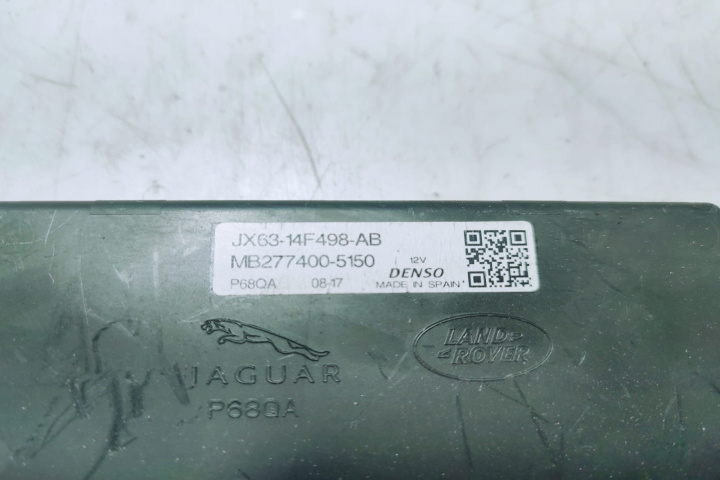 JX63-14F498-AB
MB277400-5150
12V
DENSO
P68QA 08-17 MADE IN SPAIN
JAGUAR
LAND
ROVER
P68QA